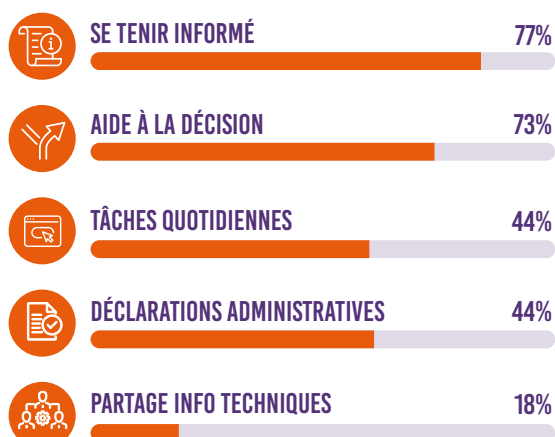 SE TENIR INFORMÉ 77%
AIDE À LA DÉCISION 73%
TÂCHES QUOTIDIENNES 44%
DÉCLARATIONS ADMINISTRATIVES 44%
PARTAGE INFO TECHNIQUES 18%